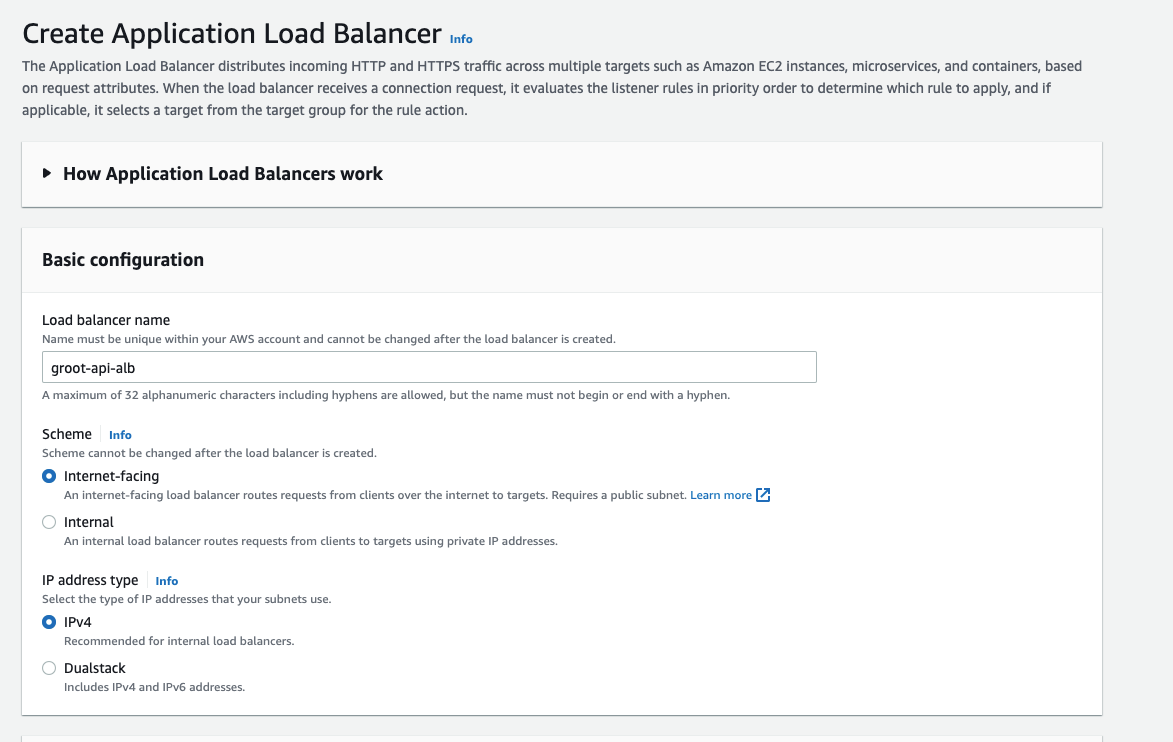 Create Application Load Balancer Info
The Application Load Balancer distributes incoming HTTP and HTTPS traffic across multiple targets such as Amazon EC2 instances, microservices, and containers, based
on request attributes. When the load balancer receives a connection request, it evaluates the listener rules in priority order to determine which rule to apply, and if
applicable, it selects a target from the target group for the rule action.
How Application Load Balancers work
Basic configuration
Load balancer name
Name must be unique within your AWS account and cannot be changed after the load balancer is created.
groot-api-alb
A maximum of 32 alphanumeric characters including hyphens are allowed, but the name must not begin or end with a hyphen.
Scheme Info
Scheme cannot be changed after the load balancer is created.
Internet-facing
An internet-facing load balancer routes requests from clients over the internet to targets. Requires a public subnet. Learn more
Internal
An internal load balancer routes requests from clients to targets using private IP addresses.
IP address type Info
Select the type of IP addresses that your subnets use.
IPv4
Recommended for internal load balancers.
Dualstack
Includes IPv4 and IPv6 addresses.